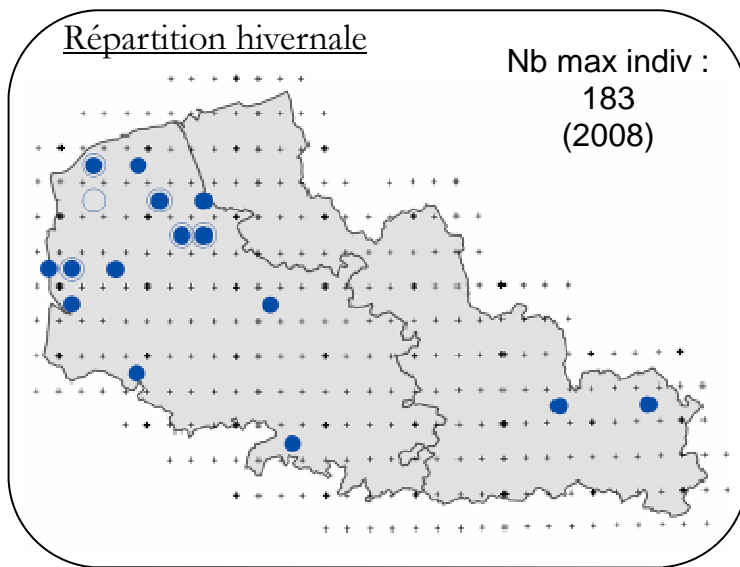 Répartition hivernale
Nb max indiv :
183
(2008)